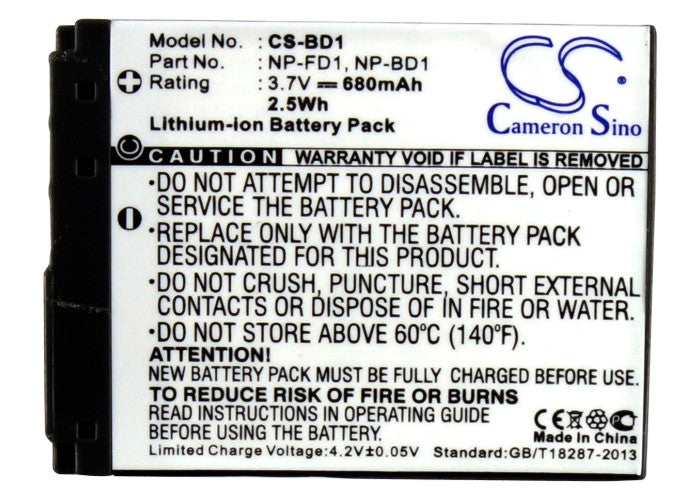 Model No. : CS-BD1
Part No. : NP-FD1, NP-BD1
Rating : 3.7V ⎓ 680mAh
2.5Wh
Lithium-ion Battery Pack
CS
Cameron Sino
CAUTION WARRANTY VOID IF LABEL IS REMOVED
•DO NOT ATTEMPT TO DISASSEMBLE, OPEN OR
SERVICE THE BATTERY PACK.
•REPLACE ONLY WITH A BATTERY APPROVED
FOR THIS PRODUCT.
•DO NOT CRUSH, PUNCTURE, SHORT EXTERNAL
CONTACTS OR DISPOSE OF IN FIRE OR WATER.
•DO NOT STORE ABOVE 60°C (140°F).
ATTENTION!
NEW BATTERY PACK MUST BE FULLY CHARGED BEFORE USE
TO REDUCE RISK OF FIRE OR BURNS
READ INSTRUCTIONS IN OPERATING GUIDE
BEFORE USING THIS BATTERY PACK
CE
Made in China
Limited Charge Voltage:4.2V±0.05V Standard:GB/T18287-2013